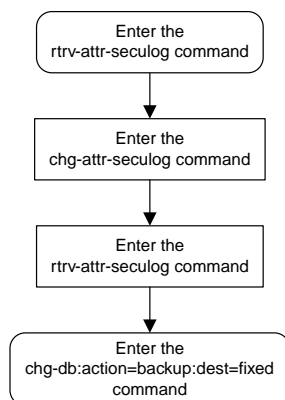 Enter the
rtrv-attr-seculog command
Enter the
chg-attr-seculog command
Enter the
rtrv-attr-seculog command
Enter the
chg-db:action=backup:dest=fixed
command